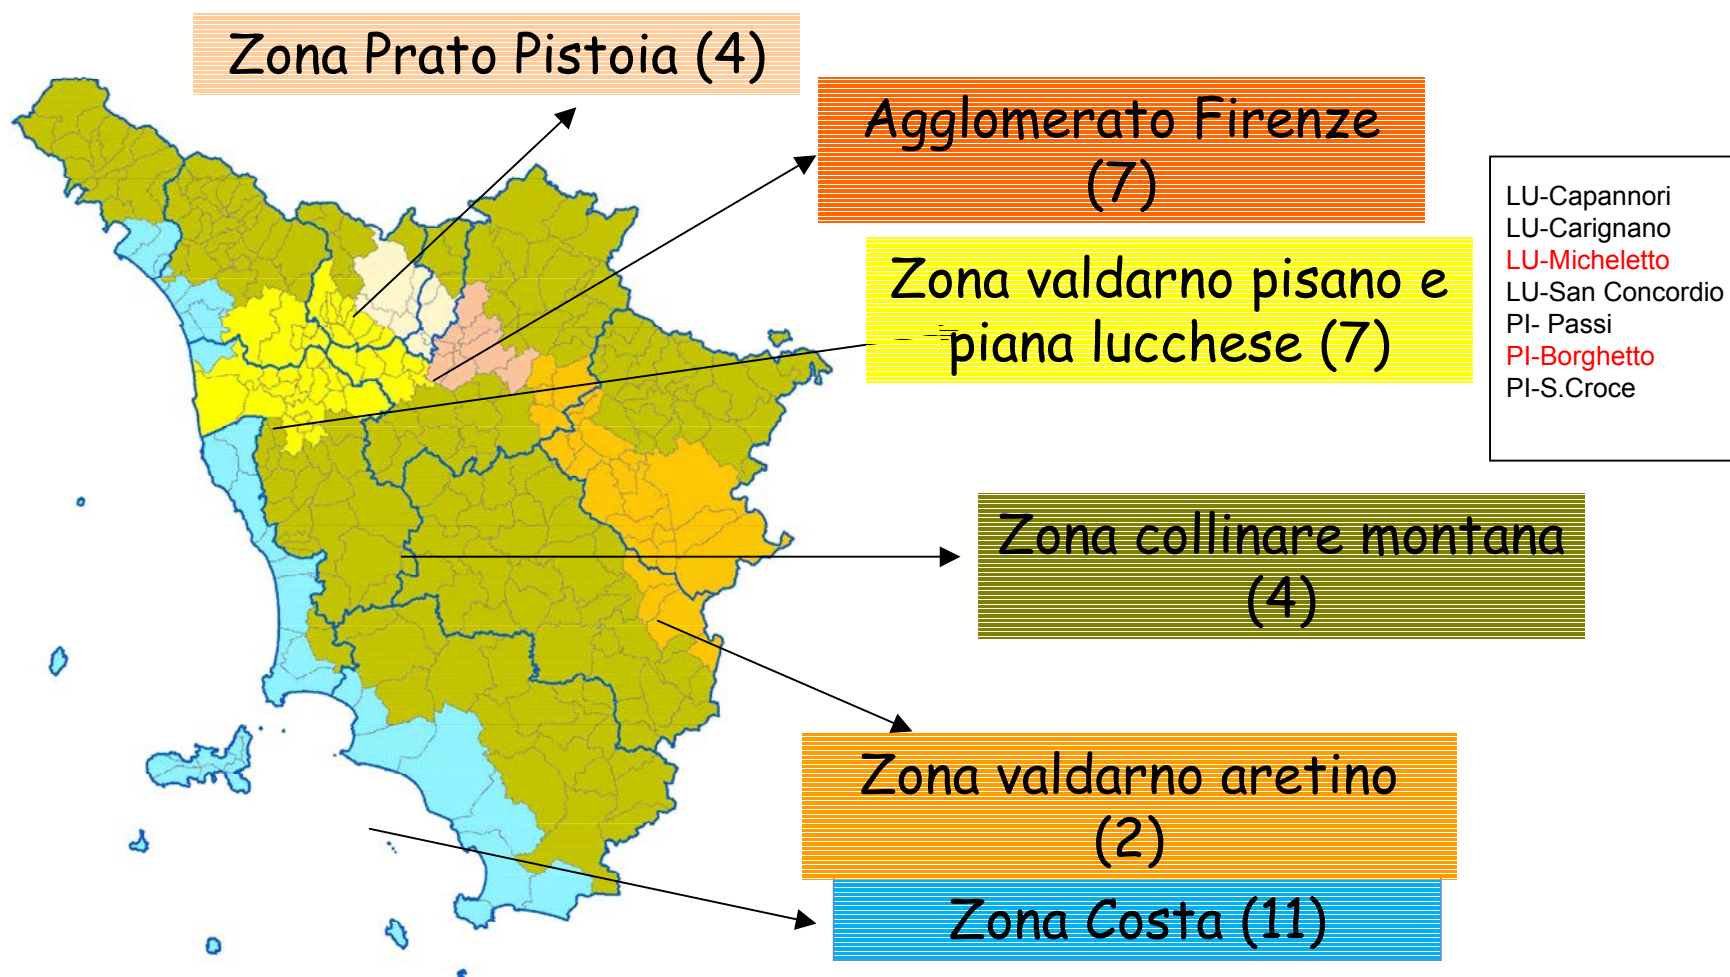 Zona Prato Pistoia (4)
Agglomerato Firenze
(7)
Zona valdarno pisano e
piana lucchese (7)
LU-Capannori
LU-Carignano
LU-Micheletto
LU-San Concordio
PI- Passi
PI-Borghetto
PI-S.Croce
Zona collinare montana
(4)
Zona valdarno aretino
(2)
Zona Costa (11)